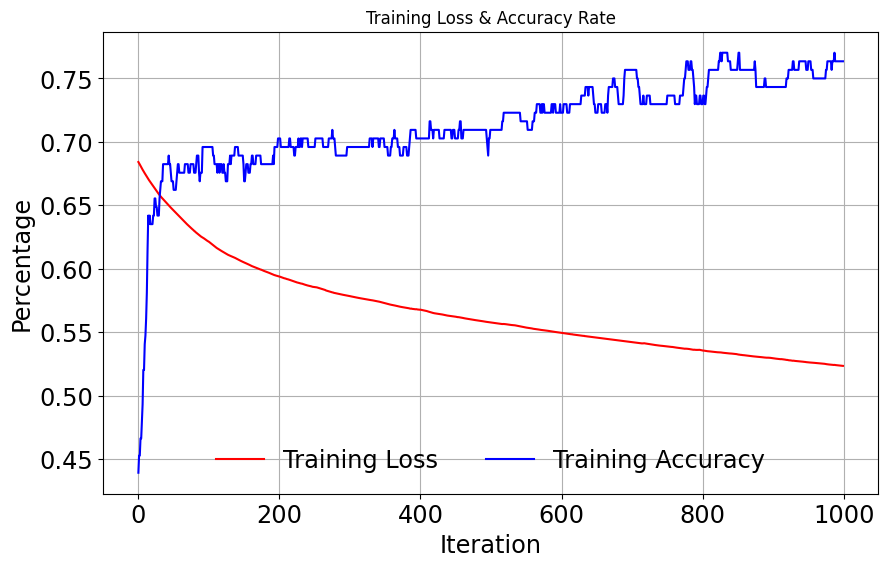 Training Loss & Accuracy Rate
Percentage
0.75
0.70
0.65
0.60
0.55
0.50
0.45
Training Loss Training Accuracy
0 200 400 600 800 1000
Iteration